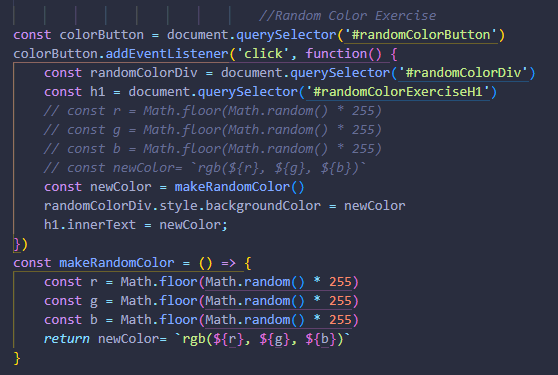 //Random Color Exercise
const colorButton = document.querySelector('#randomColorButton')
colorButton.addEventListener('click', function() {
const randomColorDiv = document.querySelector('#randomColorDiv')
const h1 = document.querySelector('#randomColorExerciseH1')
// const r = Math.floor(Math.random() * 255)
// const g = Math.floor(Math.random() * 255)
// const b = Math.floor(Math.random() * 255)
// const newColor= `rgb(${r}, ${g}, ${b})`
const newColor = makeRandomColor()
randomColorDiv.style.backgroundColor = newColor
h1.innerText = newColor;
})
const makeRandomColor = () => {
const r = Math.floor(Math.random() * 255)
const g = Math.floor(Math.random() * 255)
const b = Math.floor(Math.random() * 255)
return newColor= `rgb(${r}, ${g}, ${b})`
}